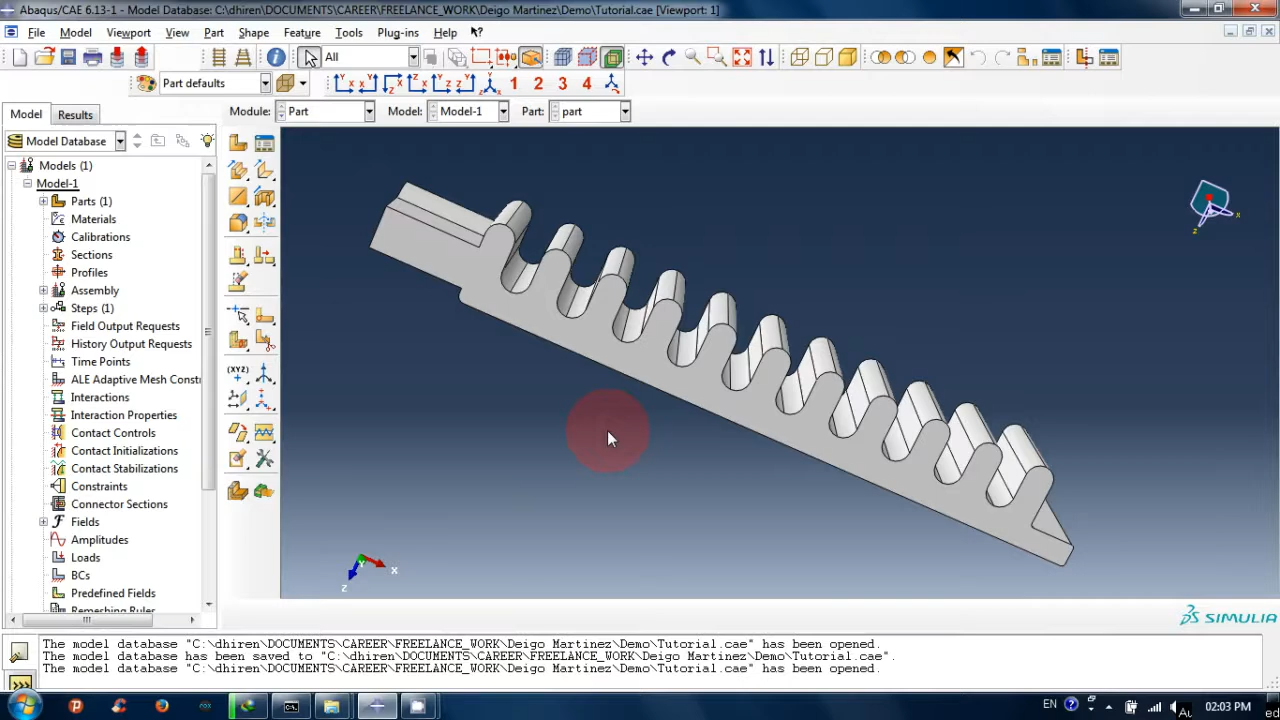 Abaqus/CAE 6.13-1 - Model Database: C:\dhiren\DOCUMENTS\CAREER\FREELANCE_WORK\Deigo Martinez\Demo\Tutorial.cae [Viewport: 1]
File Model Viewport View Part Shape Feature Tools Plug-ins Help
All
Part defaults
1 2 3 4
Model Results
Module: Part Model: Model-1 Part: part
Model Database
Models (1)
Model-1
Parts (1)
Materials
Calibrations
Sections
Profiles
Assembly
Steps (1)
Field Output Requests
History Output Requests
Time Points
ALE Adaptive Mesh Constr
Interactions
Interaction Properties
Contact Controls
Contact Initializations
Contact Stabilizations
Constraints
Connector Sections
Fields
Amplitudes
Loads
BCs
Predefined Fields
Remeshing Rules
(XYZ)
x
z
Y
x
z
SIMULIA
The model database "C:\dhiren\DOCUMENTS\CAREER\FREELANCE_WORK\Deigo Martinez\Demo\Tutorial.cae" has been opened.
The model database has been saved to "C:\dhiren\DOCUMENTS\CAREER\FREELANCE_WORK\Deigo Martinez\Demo\Tutorial.cae".
The model database "C:\dhiren\DOCUMENTS\CAREER\FREELANCE_WORK\Deigo Martinez\Demo\Tutorial.cae" has been opened.
>>>
EN 02:03 PM